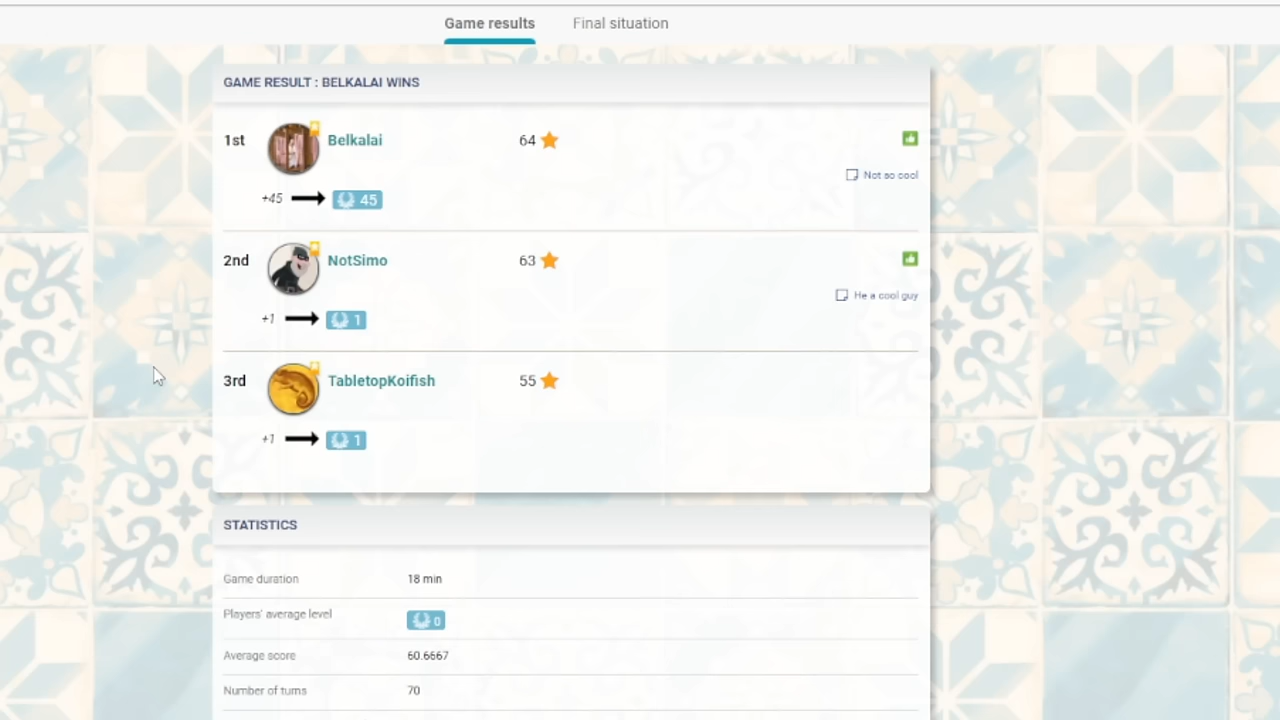 Game results Final situation
GAME RESULT : BELKALAI WINS
1st Belkalai 64
Not so cool
+45 45
2nd NotSimo 63
He a cool guy
+1 1
3rd TabletopKoifish 55
+1 1
STATISTICS
Game duration 18 min
Players' average level 0
Average score 60.6667
Number of turns 70